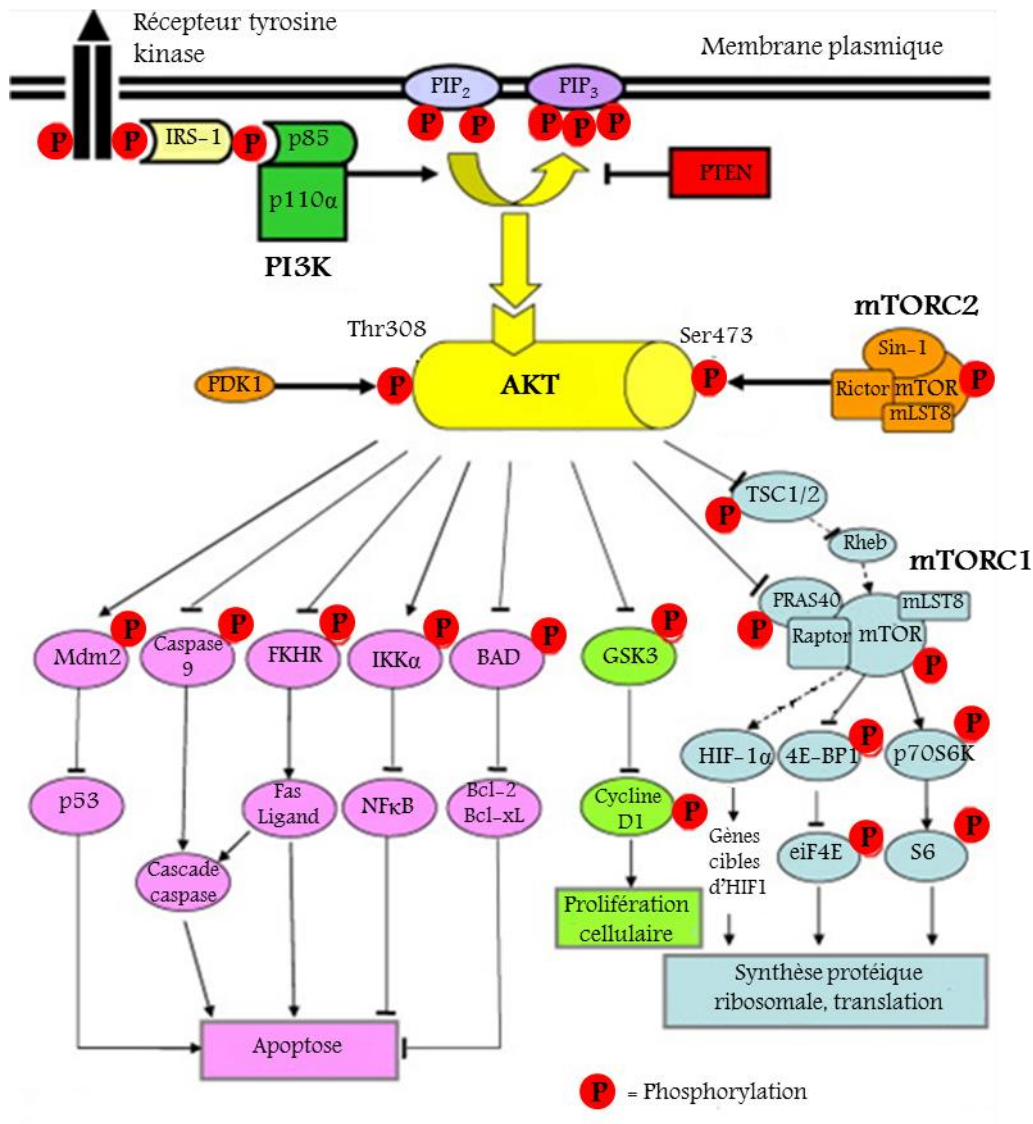 Récepteur tyrosine
kinase
Membrane plasmique
PIP2
PIP3
P
P
P
P
P
P
P
P
IRS-1
p85
p110α
PI3K
PTEN
mTORC2
Thr308
Ser473
Sin-1
PDK1
P
AKT
P
Rictor
mTOR
P
mLST8
TSC1/2
P
Rheb
mTORC1
PRAS40
mLST8
P
Raptor
mTOR
P
P
P
P
P
P
P
Mdm2
Caspase
9
FKHR
IKKα
BAD
GSK3
HIF-1α
4E-BP1
P
p70S6K
P
p53
Fas
Ligand
NFκB
Bcl-2
Bcl-xL
Cycline
D1
P
Gènes
cibles
d'HIF1
eiF4E
P
S6
P
Cascade
caspase
Prolifération
cellulaire
Synthèse protéique
ribosomale, translation
Apoptose
P = Phosphorylation